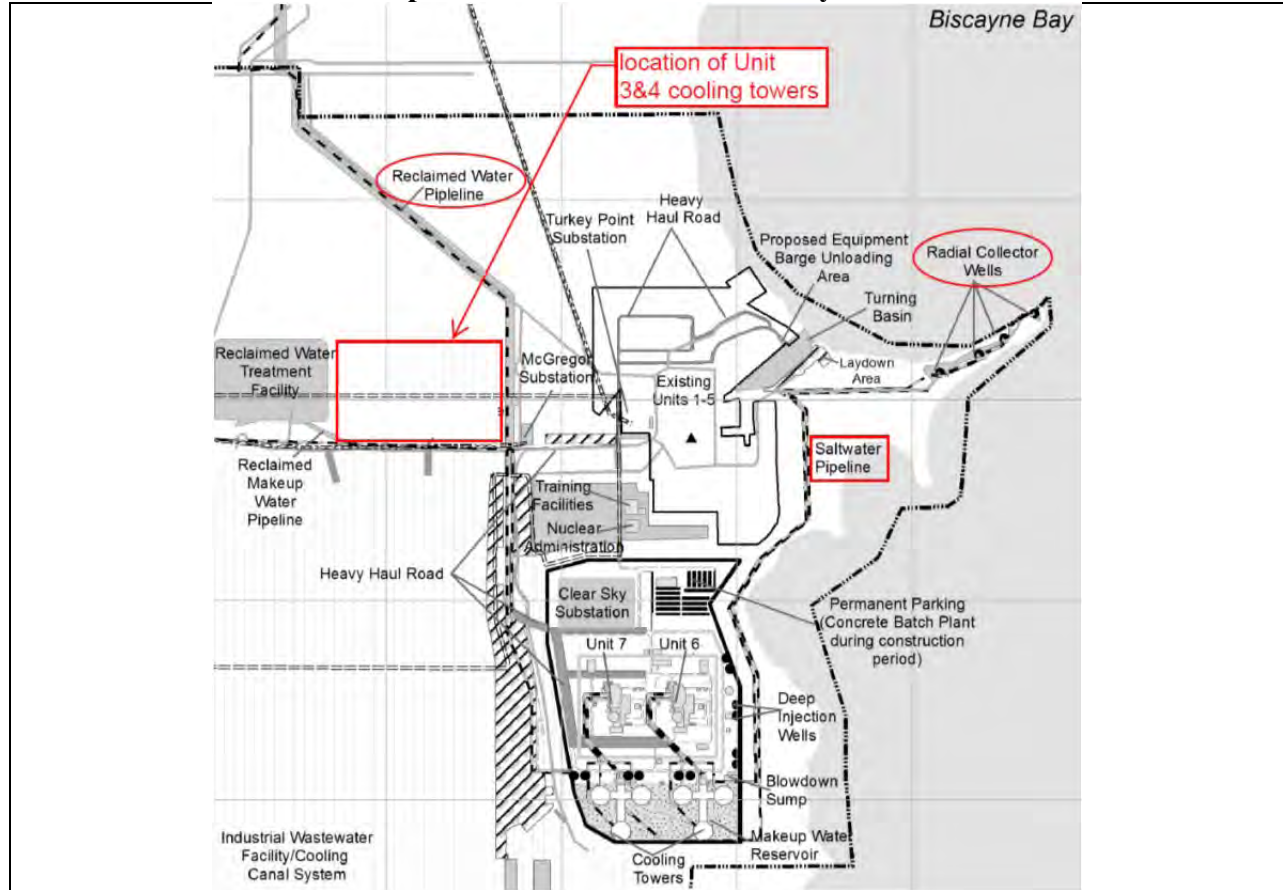 Biscayne Bay
location of Unit
3&4 cooling towers
Reclaimed Water
Pipleline
Heavy
Haul Road
Turkey Point
Substation
Proposed Equipment
Barge Unloading
Area
Radial Collector
Wells
Turning
Basin
Reclaimed Water
Treatment
Facility
McGregor
Substation
Existing
Units 1-5
Laydown
Area
Saltwater
Pipeline
Reclaimed
Makeup
Water
Pipeline
Training
Facilities
Nuclear
Administration
Heavy Haul Road
Clear Sky
Substation
Permanent Parking
(Concrete Batch Plant
during construction
period)
Unit 7
Unit 6
Deep
Injection
Wells
Blowdown
Sump
Industrial Wastewater
Facility/Cooling
Canal System
Cooling
Towers
Makeup Water
Reservoir